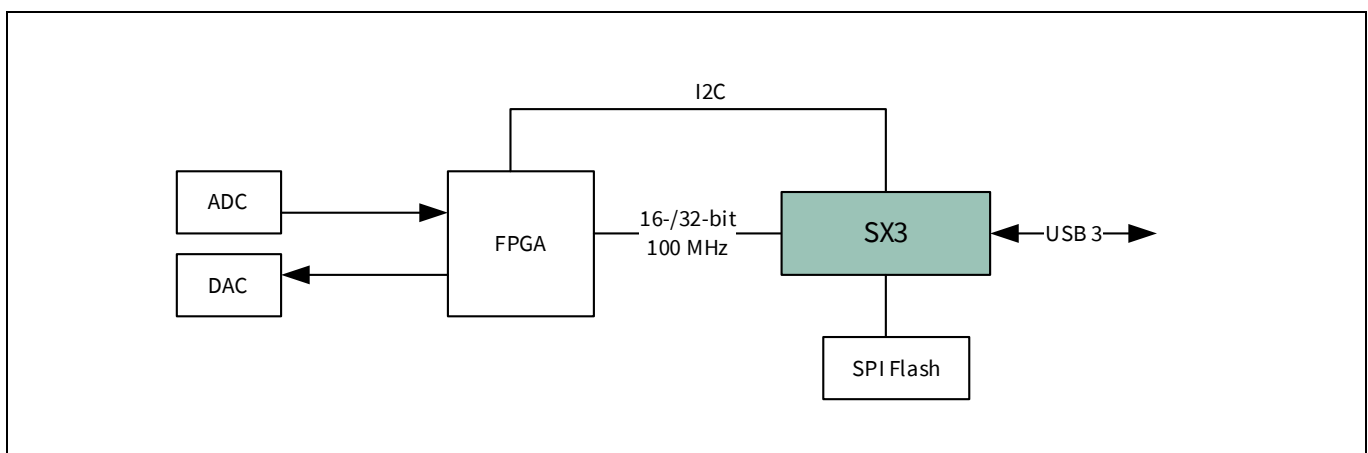 I2C
ADC
16-/32-bit
100 MHz
SX3
USB 3
FPGA
DAC
SPI Flash